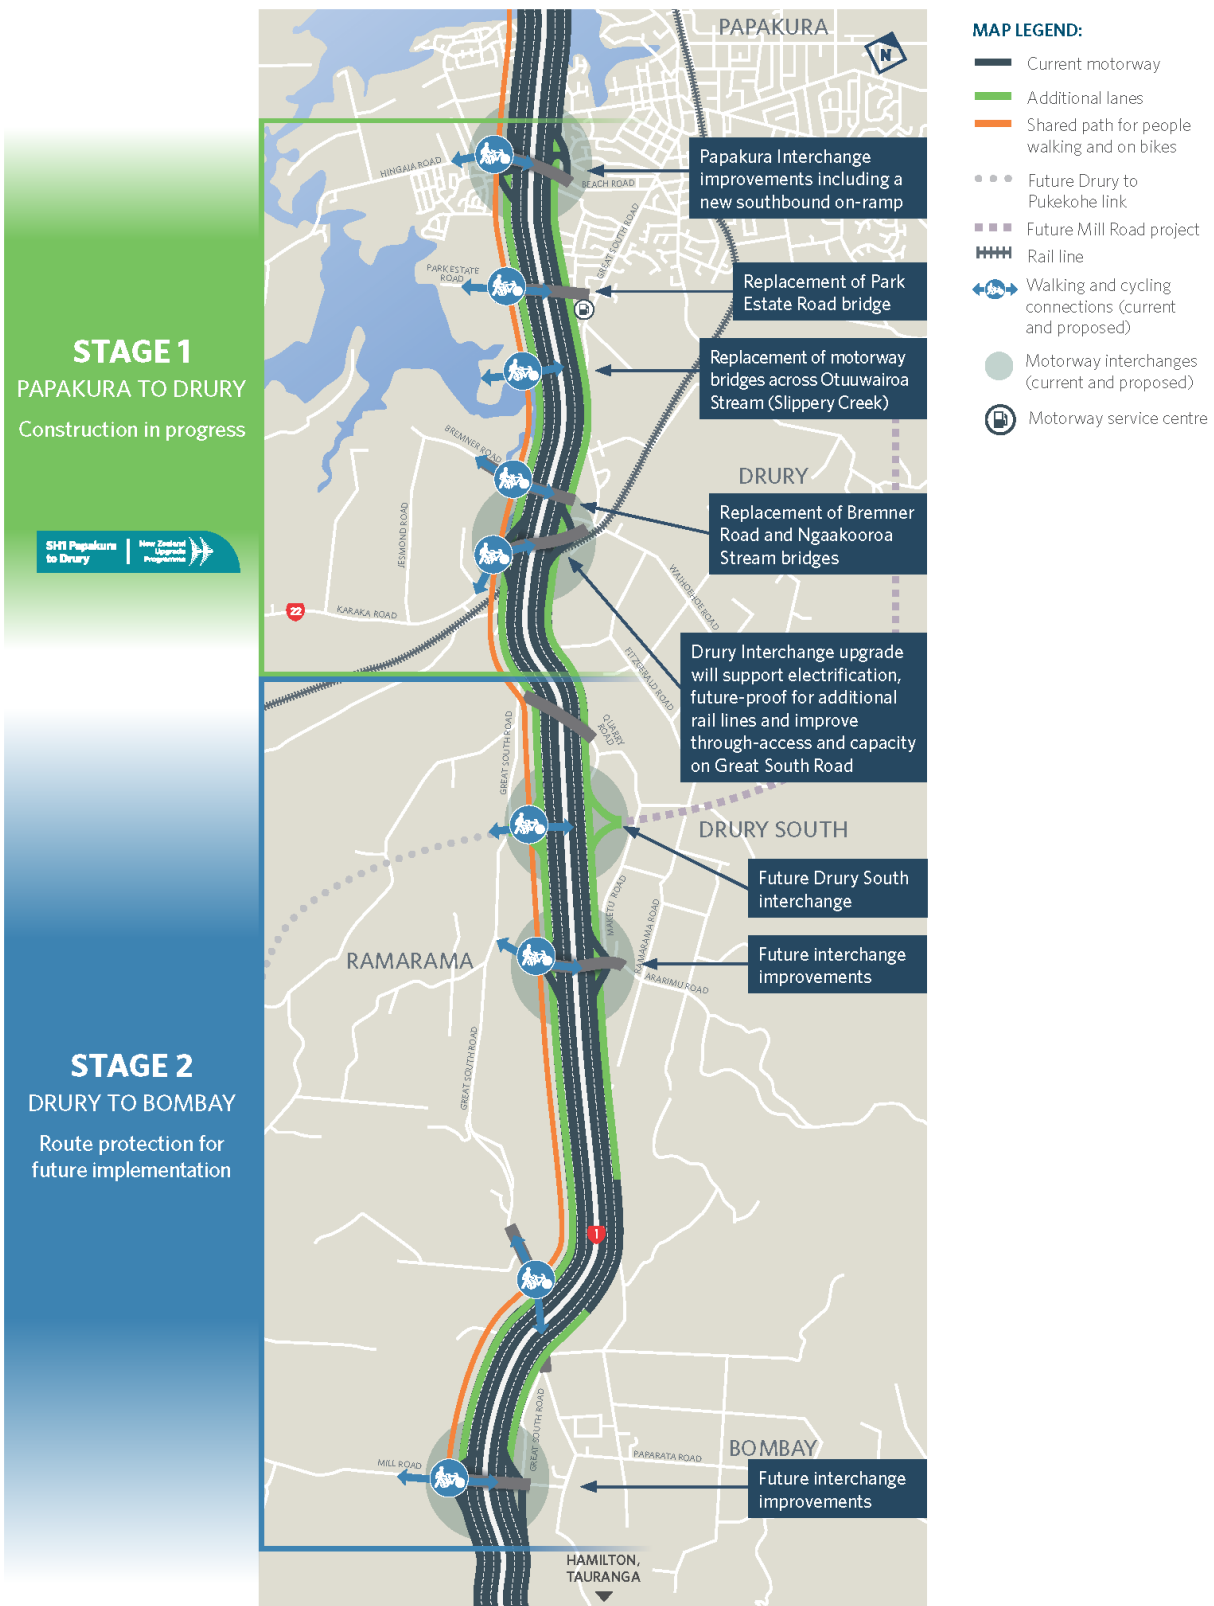 PAPAKURA
N
HINGAIA ROAD
BEACH ROAD
Papakura Interchange
improvements including a
new southbound on-ramp
GREAT SOUTH ROAD
PARK ESTATE
ROAD
Replacement of Park
Estate Road bridge
Replacement of motorway
bridges across Otuuwairoa
Stream (Slippery Creek)
STAGE 1
PAPAKURA TO DRURY
Construction in progress
BREMNER ROAD
DRURY
Replacement of Bremner
Road and Ngaakooroa
Stream bridges
JESMOND ROAD
SH1 Papakura
to Drury
New Zealand
Upgrade
Programme
WAIHOEHOE ROAD
22
KARAKA ROAD
FITZGERALD ROAD
Drury Interchange upgrade
will support electrification,
future-proof for additional
rail lines and improve
through-access and capacity
on Great South Road
GREAT SOUTH ROAD
QUARRY
ROAD
DRURY SOUTH
Future Drury South
interchange
MAKETU ROAD
RAMARAMA ROAD
RAMARAMA
Future interchange
improvements
ARARIMU ROAD
GREAT SOUTH ROAD
STAGE 2
DRURY TO BOMBAY
Route protection for
future implementation
1
GREAT SOUTH ROAD
BOMBAY
PAPARATA ROAD
MILL ROAD
Future interchange
improvements
HAMILTON,
TAURANGA
MAP LEGEND:
Current motorway
Additional lanes
Shared path for people
walking and on bikes
Future Drury to
Pukekohe link
Future Mill Road project
Rail line
Walking and cycling
connections (current
and proposed)
Motorway interchanges
(current and proposed)
Motorway service centre